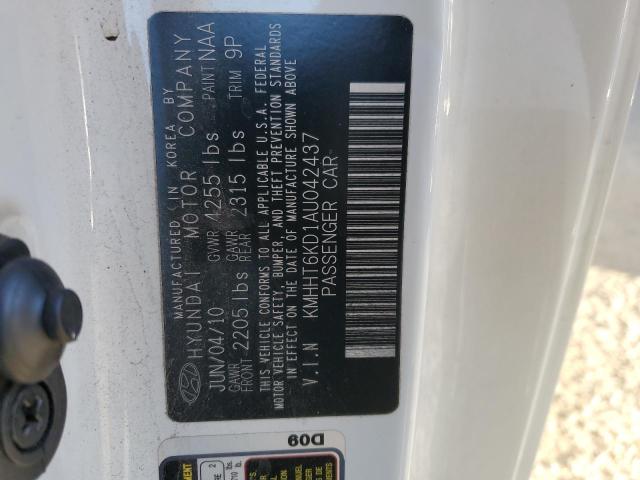 MANUFACTURED IN KOREA BY
HYUNDAI MOTOR COMPANY
JUN/04/10 GVWR 4255 lbs PAINT NAA
GAWR FRONT 2205 lbs GAWR REAR 2315 lbs TRIM 9P
THIS VEHICLE CONFORMS TO ALL APPLICABLE U.S.A. FEDERAL
MOTOR VEHICLE SAFETY, BUMPER, AND THEFT PREVENTION STANDARDS
IN EFFECT ON THE DATE OF MANUFACTURE SHOWN ABOVE
V.I.N KMHHT6KD1AU042437
PASSENGER CAR
D09